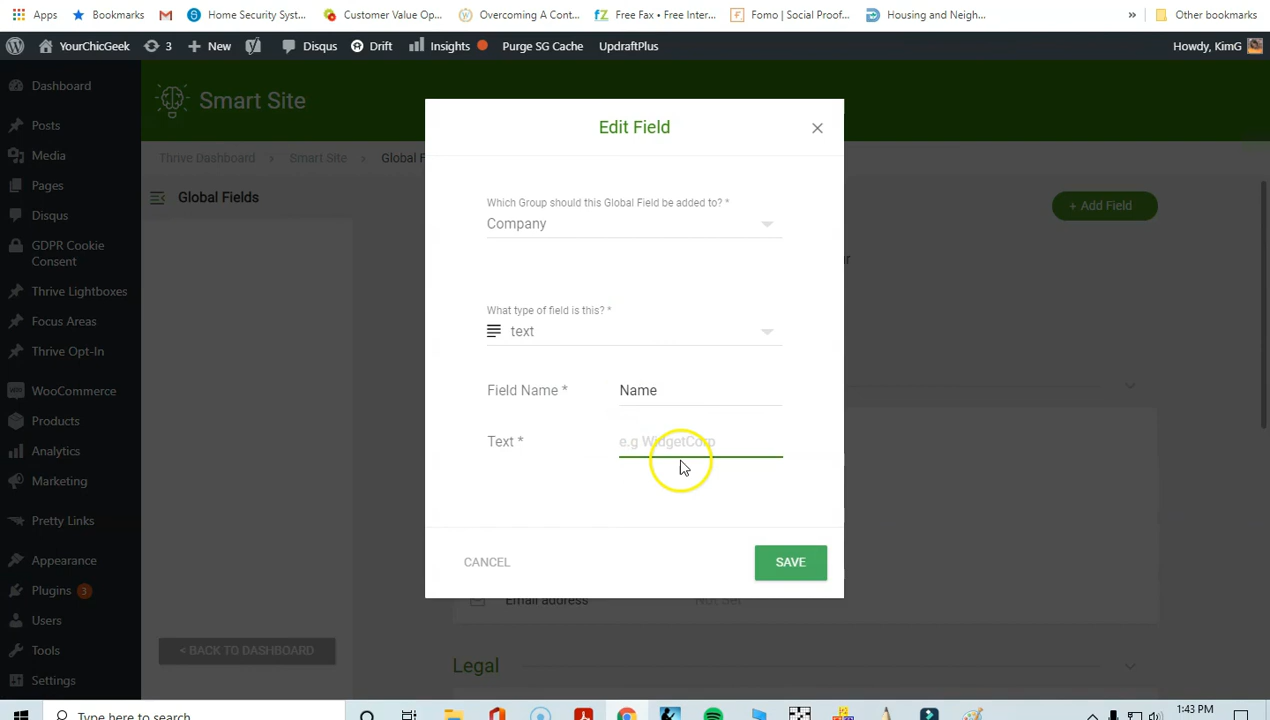 Apps
Bookmarks
Home Security Syst...
Customer Value Op...
Overcoming A Cont...
Free Fax • Free Inter...
Fomo | Social Proof...
Housing and Neigh...
»
Other bookmarks
YourChicGeek
3
+ New
Disqus
Drift
Insights
Purge SG Cache
UpdraftPlus
Howdy, KimG
Dashboard
Posts
Media
Pages
Disqus
GDPR Cookie
Consent
Thrive Lightboxes
Focus Areas
Thrive Opt-In
WooCommerce
Products
Analytics
Marketing
Pretty Links
Appearance
Plugins 3
Users
Tools
Settings
Smart Site
Thrive Dashboard > Smart Site > Global F
Global Fields
+ Add Field
Edit Field
Which Group should this Global Field be added to? *
Company
What type of field is this? *
text
Field Name * Name
Text * e.g WidgetCorp
CANCEL
SAVE
Email address Not Set
< BACK TO DASHBOARD
Legal
Type here to search
1:43 PM